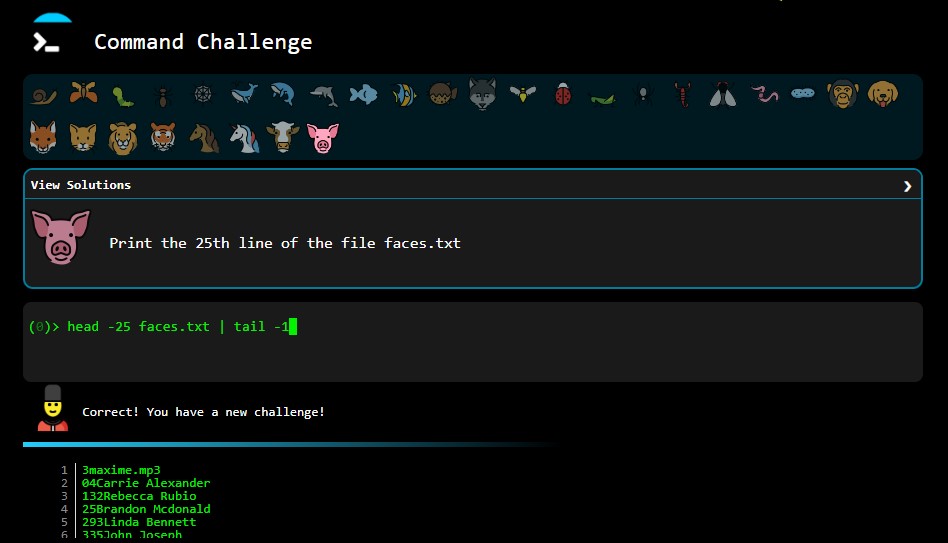 Command Challenge
View Solutions
Print the 25th line of the file faces.txt
(0)> head -25 faces.txt | tail -1
Correct! You have a new challenge!
1 3maxime.mp3
2 04Carrie Alexander
3 132Rebecca Rubio
4 25Brandon Mcdonald
5 293Linda Bennett
6 335John Joseph